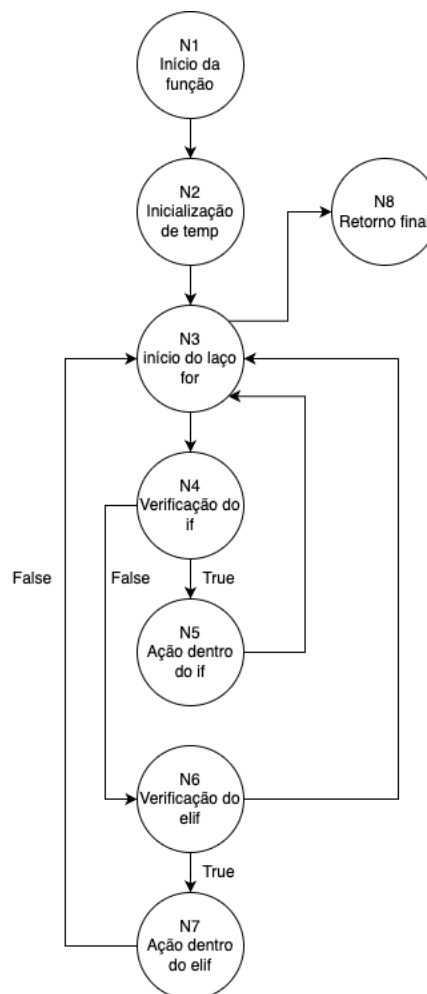 N1
Início da
função
N2
Inicialização
de temp
N8
Retorno final
N3
início do laço
for
N4
Verificação do
if
False
False
True
N5
Ação dentro
do if
N6
Verificação do
elif
True
N7
Ação dentro
do elif